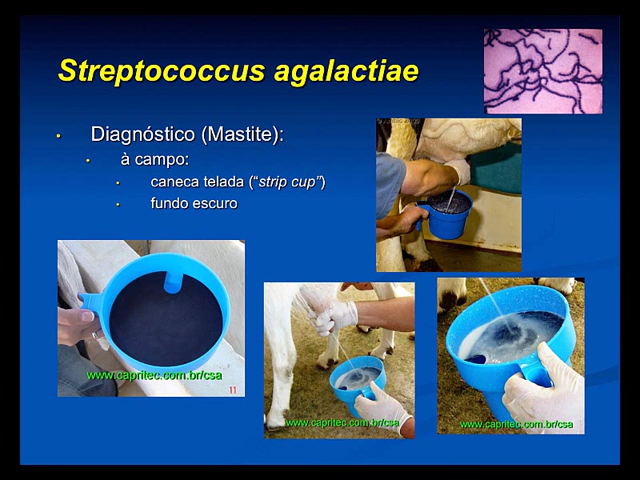 Streptococcus agalactiae
• Diagnóstico (Mastite):
• à campo:
• caneca telada (“strip cup”)
• fundo escuro
www.capritec.com.br/csa
11
www.capritec.com.br/csa
www.capritec.com.br/csa